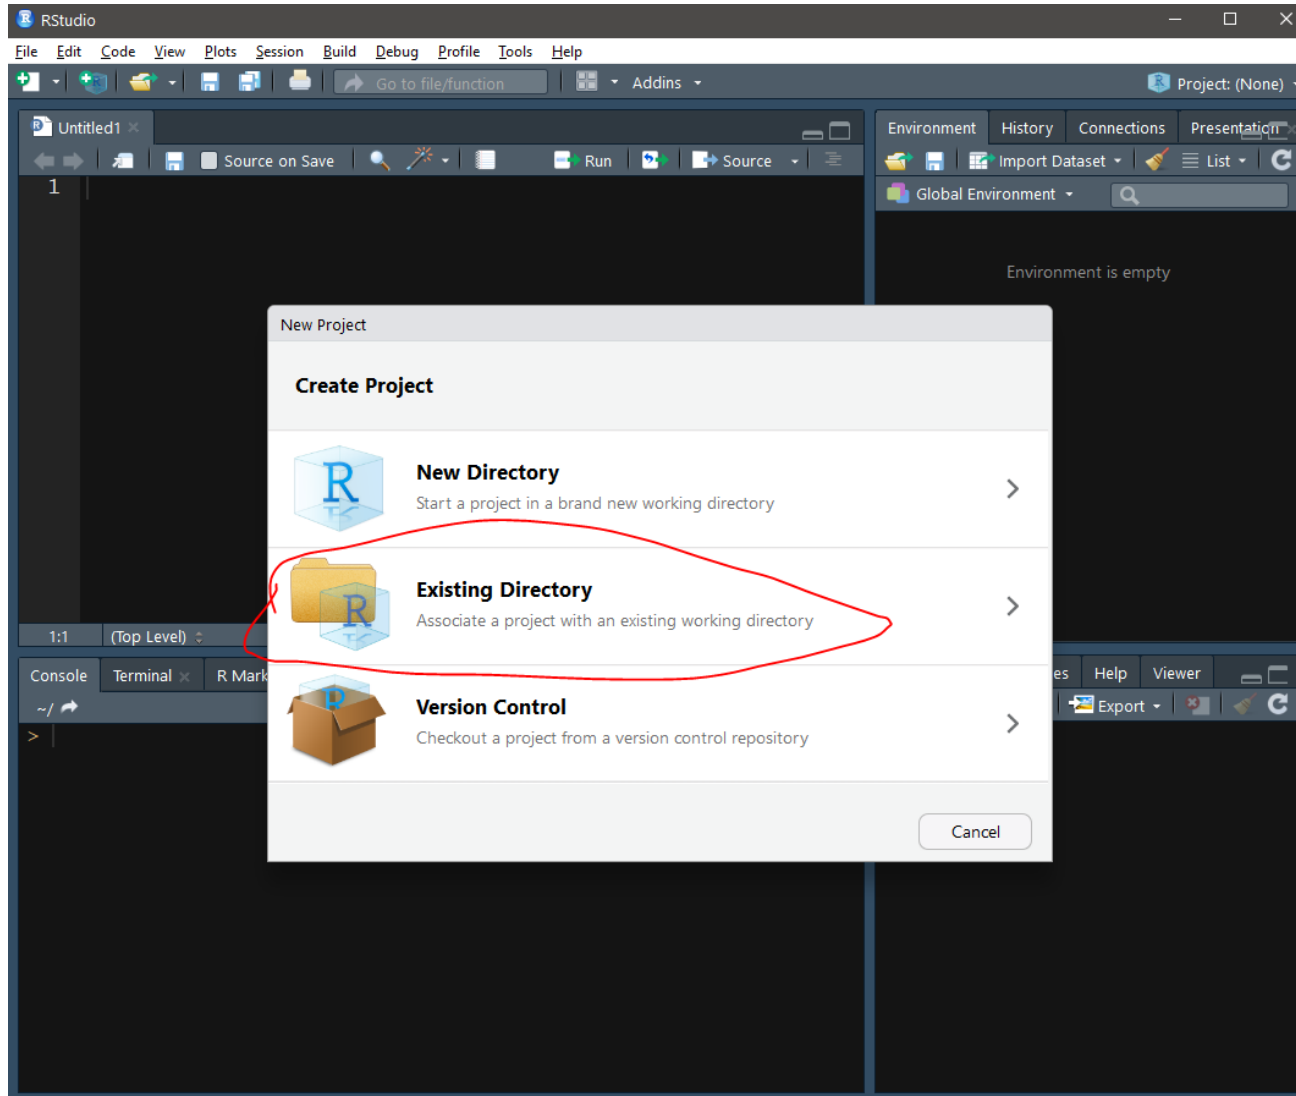 RStudio
File Edit Code View Plots Session Build Debug Profile Tools Help
Go to file/function Addins Project: (None)
Untitled1
Source on Save Run Source
1
1:1 (Top Level)
Environment History Connections Presentation
Import Dataset List
Global Environment
Environment is empty
New Project
Create Project
New Directory
Start a project in a brand new working directory
Existing Directory
Associate a project with an existing working directory
Version Control
Checkout a project from a version control repository
Cancel
Console Terminal R Mark
~/
>
es Help Viewer
Export